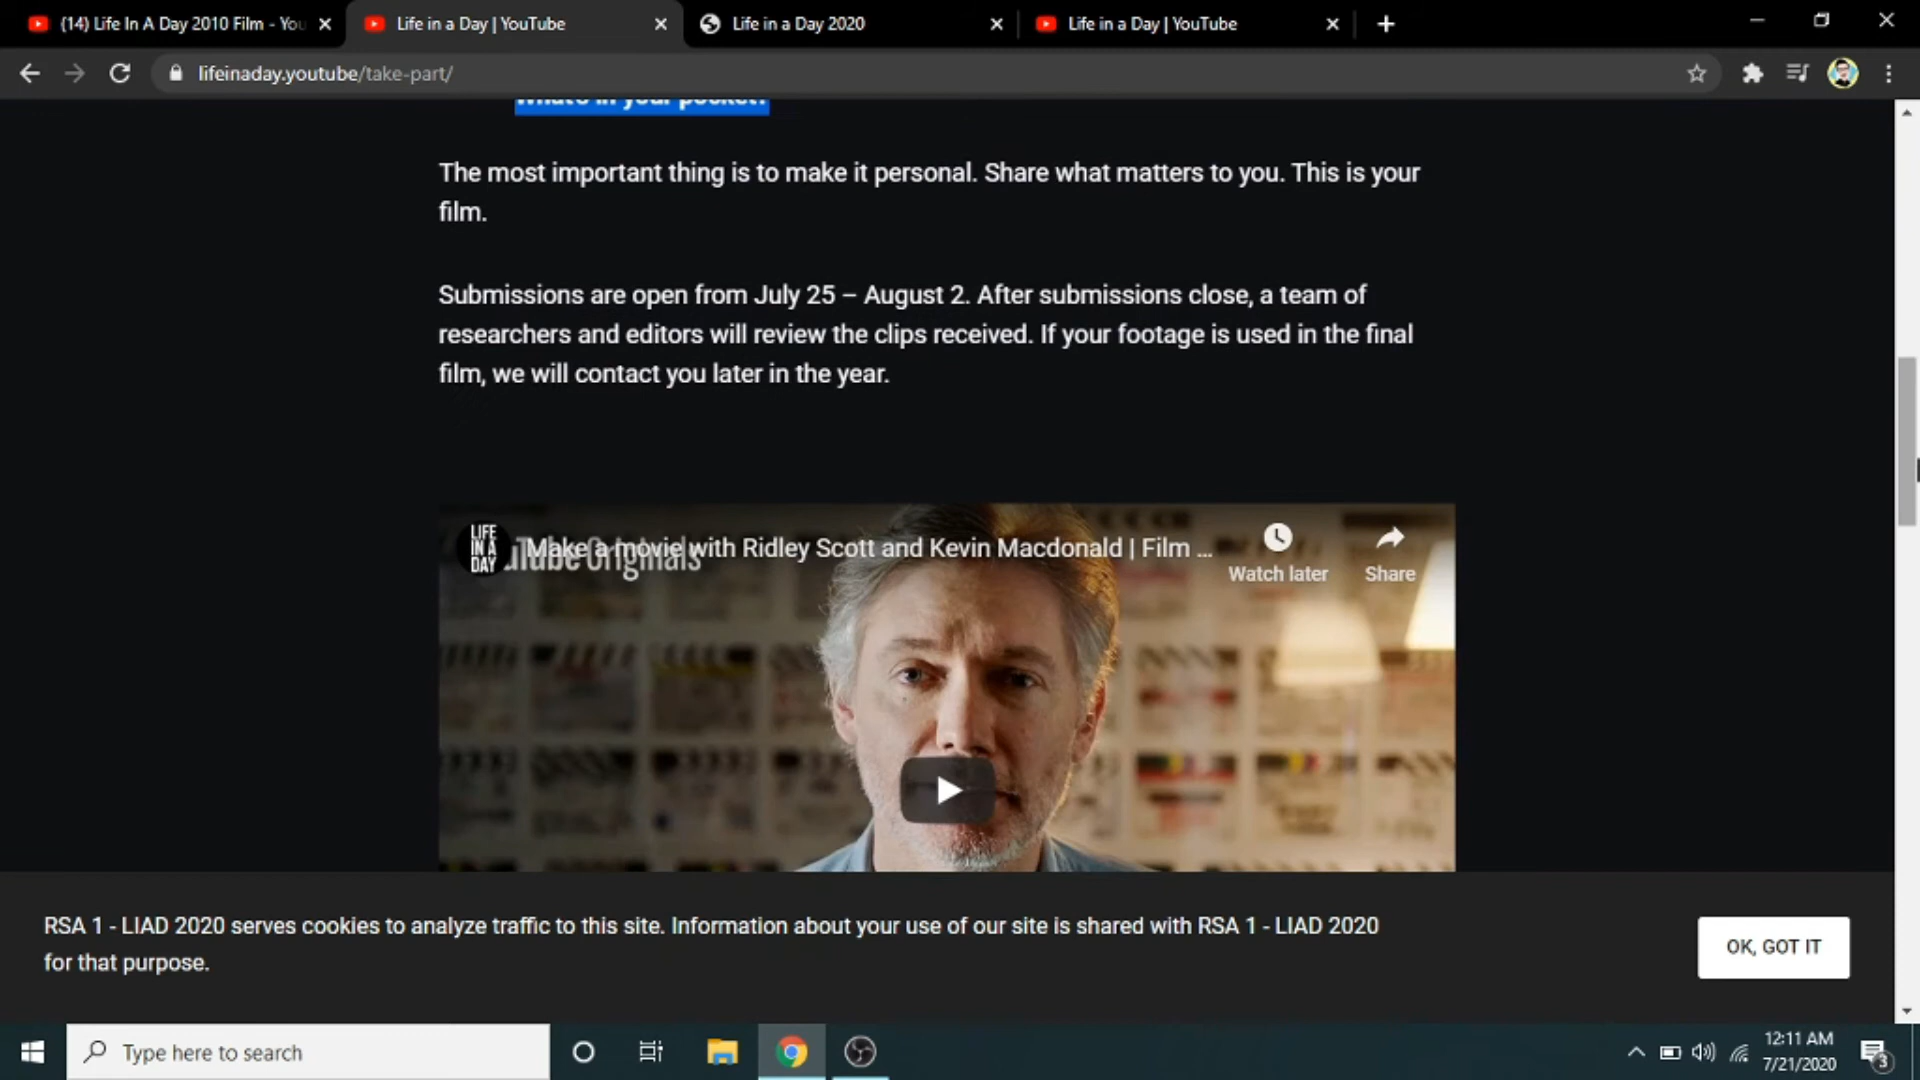 (14) Life In A Day 2010 Film - You
Life in a Day | YouTube
Life in a Day 2020
Life in a Day | YouTube
lifeinaday.youtube/take-part/
What's in your pocket?
The most important thing is to make it personal. Share what matters to you. This is your
film.
Submissions are open from July 25 – August 2. After submissions close, a team of
researchers and editors will review the clips received. If your footage is used in the final
film, we will contact you later in the year.
LIFE
IN A
DAY
Make a movie with Ridley Scott and Kevin Macdonald | Film ...
uTube Originals
Watch later
Share
RSA 1 - LIAD 2020 serves cookies to analyze traffic to this site. Information about your use of our site is shared with RSA 1 - LIAD 2020
for that purpose.
OK, GOT IT
Type here to search
12:11 AM
7/21/2020
3